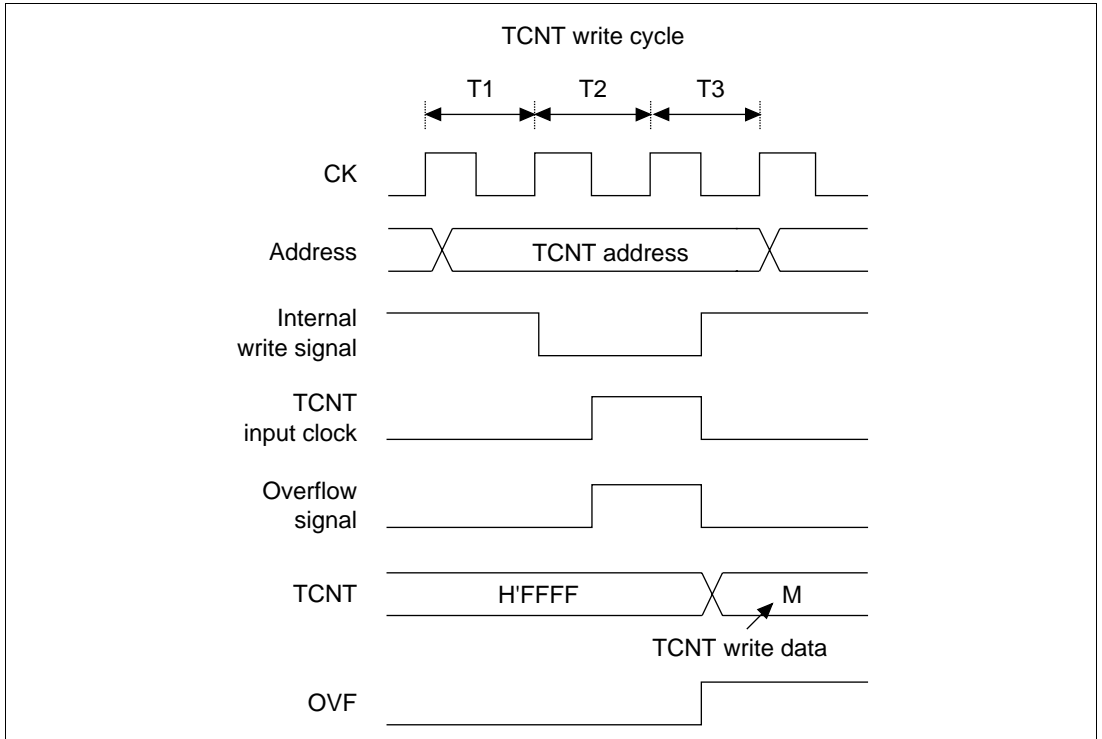 TCNT write cycle
T1 T2 T3
CK
Address TCNT address
Internal
write signal
TCNT
input clock
Overflow
signal
TCNT H'FFFF M
TCNT write data
OVF